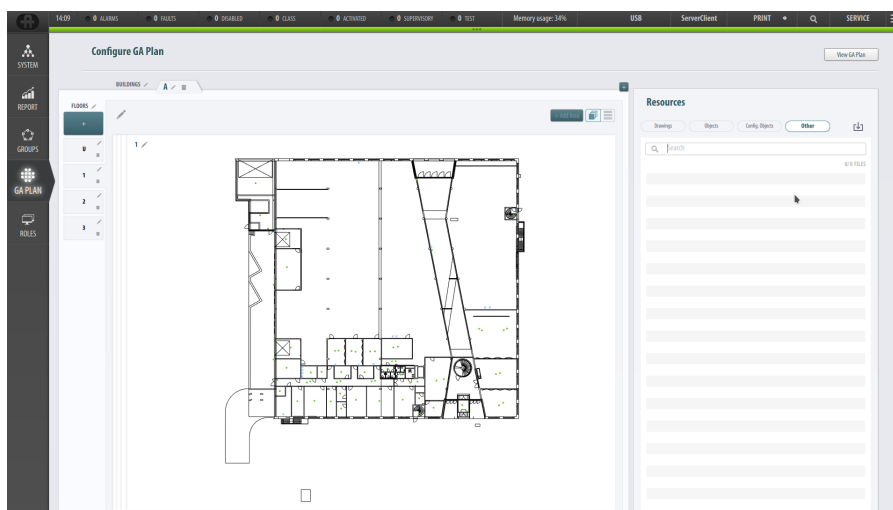 14:09 0 ALARMS 0 FAULTS 0 DISABLED 0 CLASS 0 ACTIVATED 0 SUPERVISORY 0 TEST Memory usage: 34% USB ServerClient PRINT SERVICE
SYSTEM
REPORT
GROUPS
GA PLAN
ROLES
Configure GA Plan
View GA Plan
BUILDINGS A
FLOORS
+
U
1
2
3
+ Add Area
1
+
Resources
Drawings Objects Config. Objects Other
Search
0/0 FILES